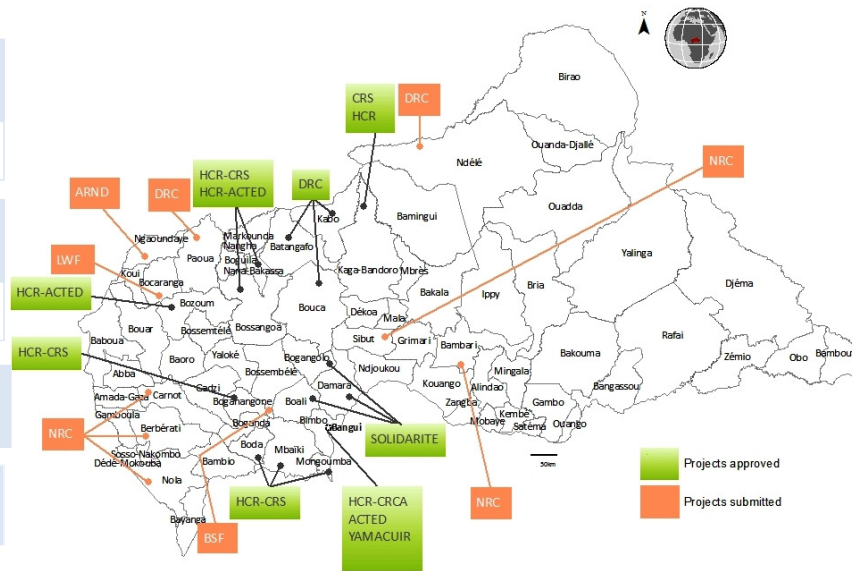 N
Birao
CRS
HCR
DRC
Ouanda-Djallé
Ndélé
NRC
HCR-CRS
HCR-ACTED
DRC
ARND
DRC
Ouadda
Kabo
Bamingui
Ngaoundaye
Markounda
Nangha
Batangafo
Paoua
Boguila
Nana-Bakassa
Yalinga
LWF
Koui
Bocaranga
Kaga-Bandoro
Mbrès
Djéma
HCR-ACTED
Bozoum
Bouca
Bakala
Ippy
Bria
Dékoa
Mala
Bouar
Bossemtélé
Bossangoa
Rafai
Baboua
Sibut
Grimari
Bambari
HCR-CRS
Baoro
Yaloké
Bogangolo
Bakouma
Zémio
Obo
Bambout
Abba
Bossembélé
Ndjoukou
Mingala
Gadzi
Damara
Kouango
Alindao
Bangassou
Amada-Gaza
Carnot
Bogahangone
Boali
Zangba
Gambo
Gamboula
Boganda
Bimbo
Bangui
Mobaye
Kembé
Satéma
Ouango
NRC
Berbérati
SOLIDARITE
Boda
Mbaïki
Sosso-Nakombo
Dédé-Mokouba
Bambio
Mongoumba
50km
Projects approved
Nola
HCR-CRS
HCR-CRCA
ACTED
YAMACUIR
NRC
Projects submitted
Bayanga
BSF